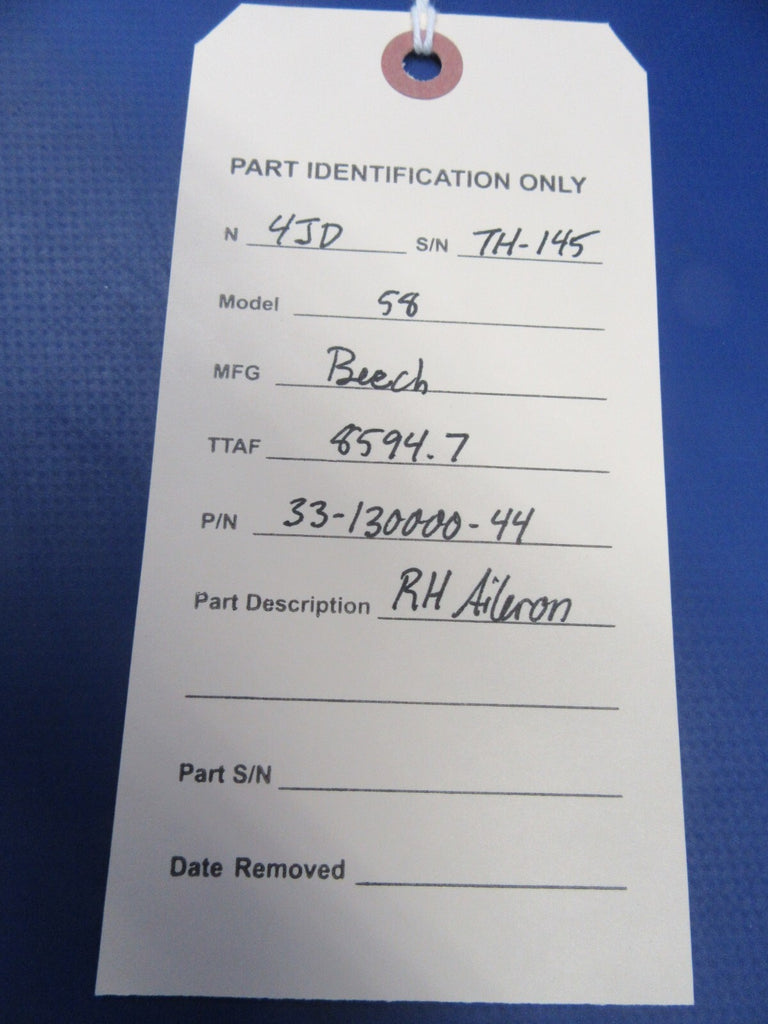 PART IDENTIFICATION ONLY
N 4JD S/N TH-145
Model 58
MFG Beech
TTAF 8594.7
P/N 33-130000-44
Part Description RH Aileron
Part S/N
Date Removed